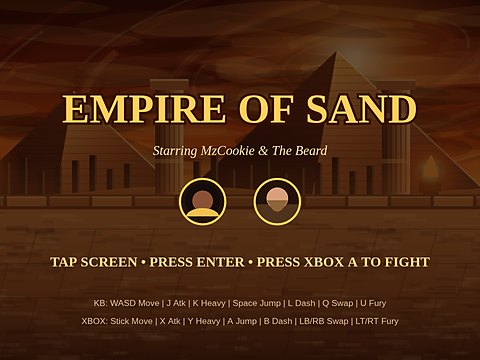 EMPIRE OF SAND
Starring MzCookie & The Beard
TAP SCREEN • PRESS ENTER • PRESS XBOX A TO FIGHT
KB: WASD Move | J Atk | K Heavy | Space Jump | L Dash | Q Swap | U Fury
XBOX: Stick Move | X Atk | Y Heavy | A Jump | B Dash | LB/RB Swap | LT/RT Fury